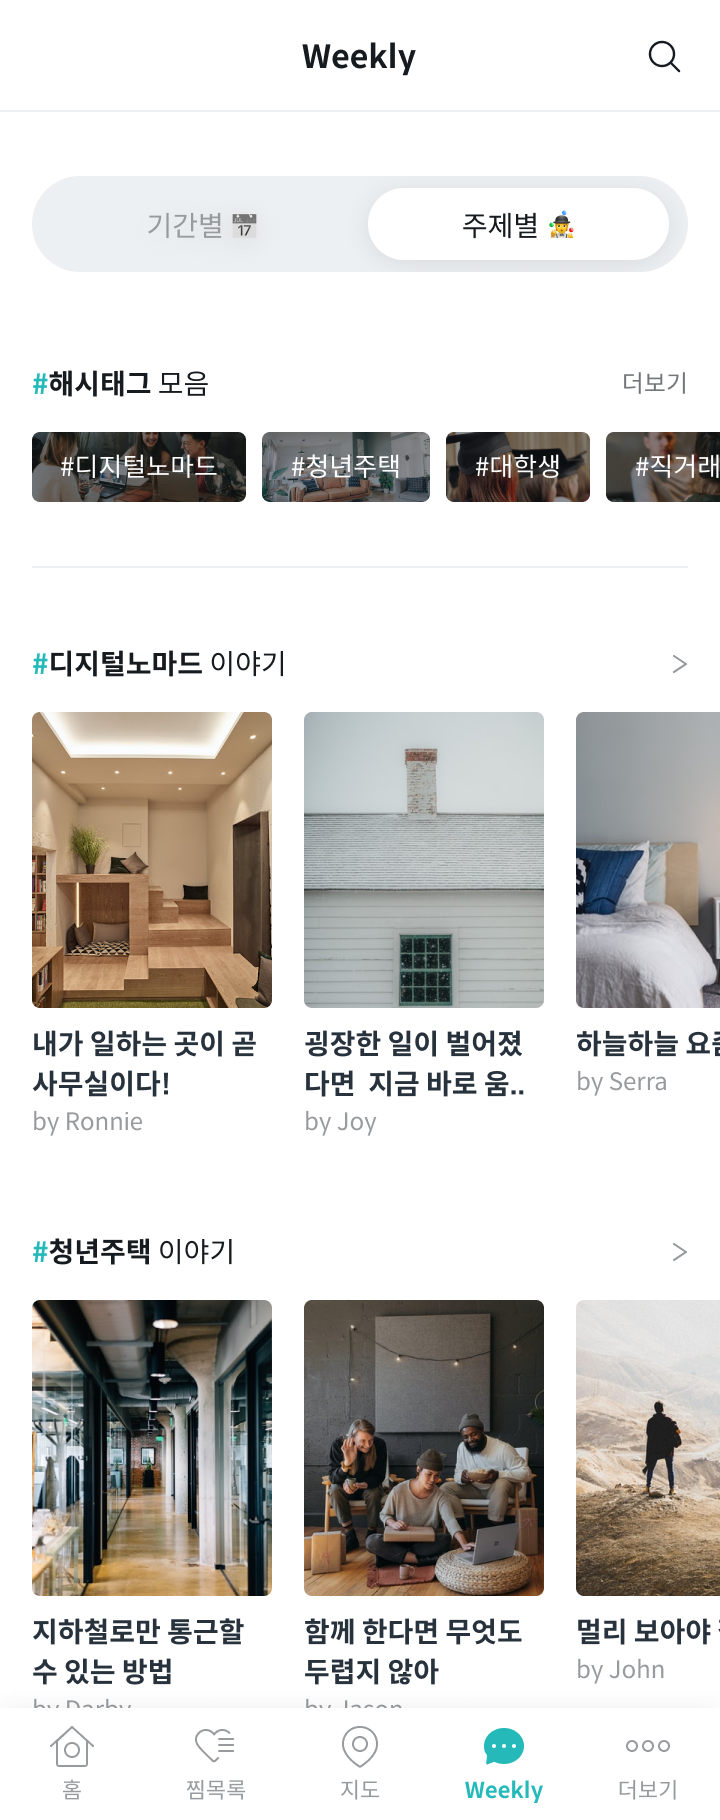 Weekly
기간별 17
주제별
#해시태그 모음
더보기
#디지털노마드 #청년주택 #대학생 #직거래
#디지털노마드 이야기
내가 일하는 곳이 곧
사무실이다!
by Ronnie
굉장한 일이 벌어졌
다면 지금 바로 움..
by Joy
하늘하늘 요즘
by Serra
#청년주택 이야기
지하철로만 통근할
수 있는 방법
by Darby
함께 한다면 무엇도
두렵지 않아
by Jason
멀리 보아야
by John
홈 찜목록 지도 Weekly 더보기